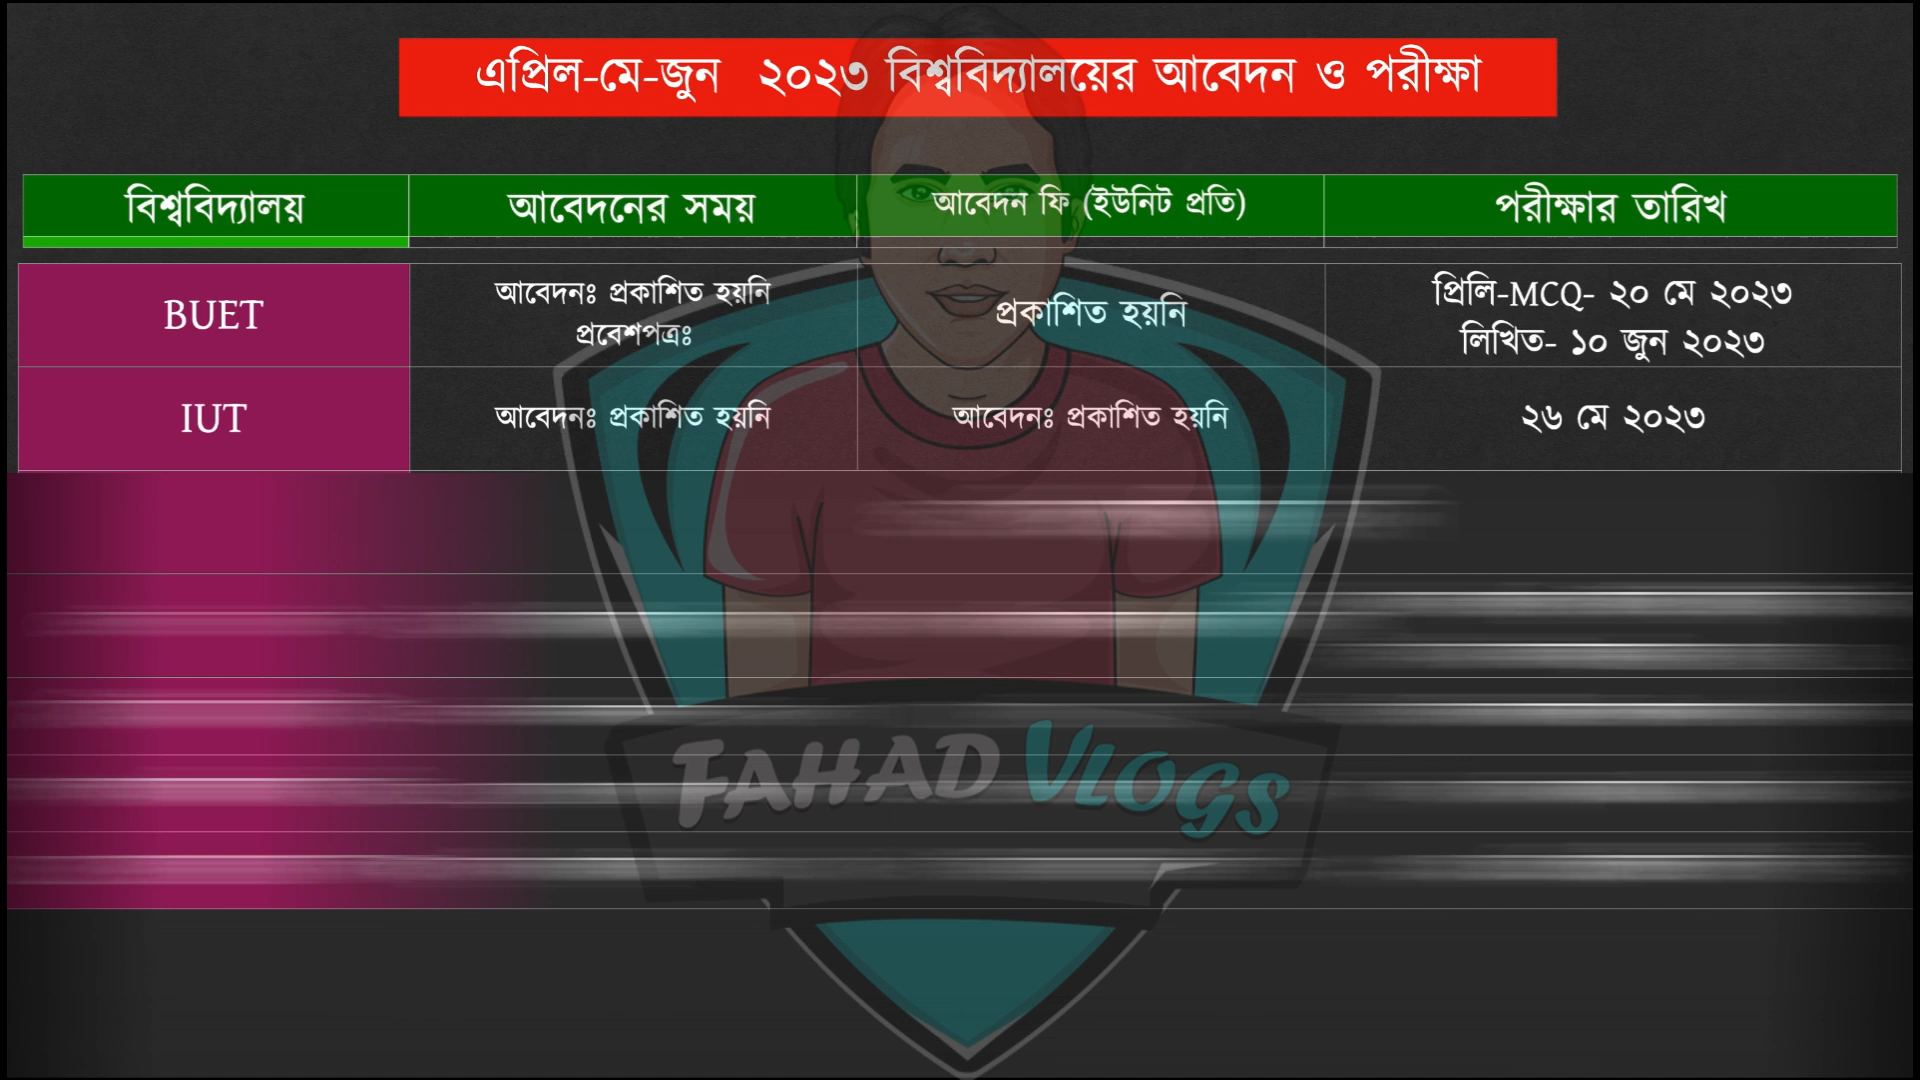 এপ্রিল-মে-জুন ২০২৩ বিশ্ববিদ্যালয়ের আবেদন ও পরীক্ষা
বিশ্ববিদ্যালয় আবেদনের সময় আবেদন ফি (ইউনিট প্রতি) পরীক্ষার তারিখ
BUET
আবেদনঃ প্রকাশিত হয়নি
প্রবেশপত্রঃ
প্রকাশিত হয়নি
প্রিলি-MCQ- ২০ মে ২০২৩
লিখিত- ১০ জুন ২০২৩
IUT আবেদনঃ প্রকাশিত হয়নি আবেদনঃ প্রকাশিত হয়নি ২৬ মে ২০২৩
FAHAD VLOGS